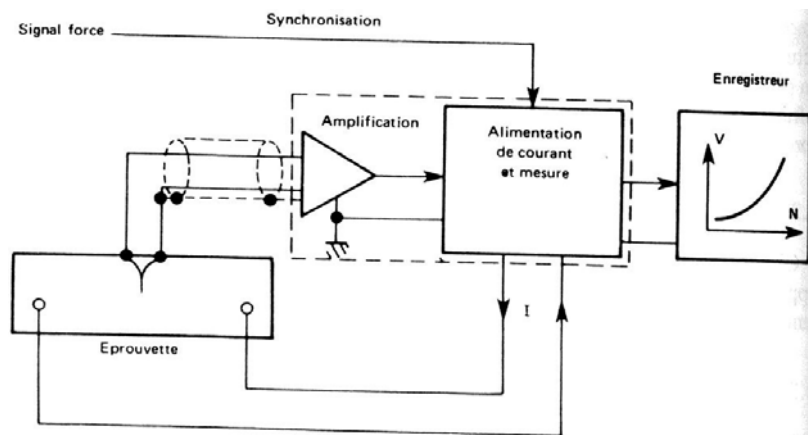 Synchronisation
Signal force
Enregistreur
Amplification
Alimentation
de courant
et mesure
V
N
I
Eprouvette